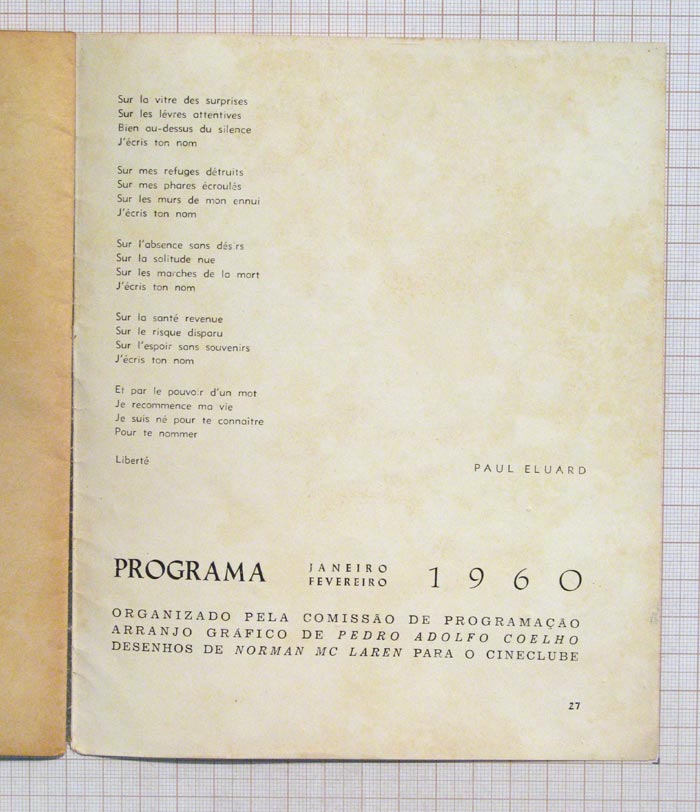 Sur la vitre des surprises
Sur les lévres attentives
Bien au-dessus du silence
J'écris ton nom
Sur mes refuges détruits
Sur mes phares écroulés
Sur les murs de mon ennui
J'écris ton nom
Sur l'absence sans désirs
Sur la solitude nue
Sur les marches de la mort
J'écris ton nom
Sur la santé revenue
Sur le risque disparu
Sur l'espoir sans souvenirs
J'écris ton nom
Et par le pouvoir d'un mot
Je recommence ma vie
Je suis né pour te connaître
Pour te nommer
Liberté
PAUL ELUARD
PROGRAMA JANEIRO FEVEREIRO 1960
ORGANIZADO PELA COMISSÃO DE PROGRAMAÇÃO
ARRANJO GRÁFICO DE PEDRO ADOLFO COELHO
DESENHOS DE NORMAN MC LAREN PARA O CINECLUBE
27